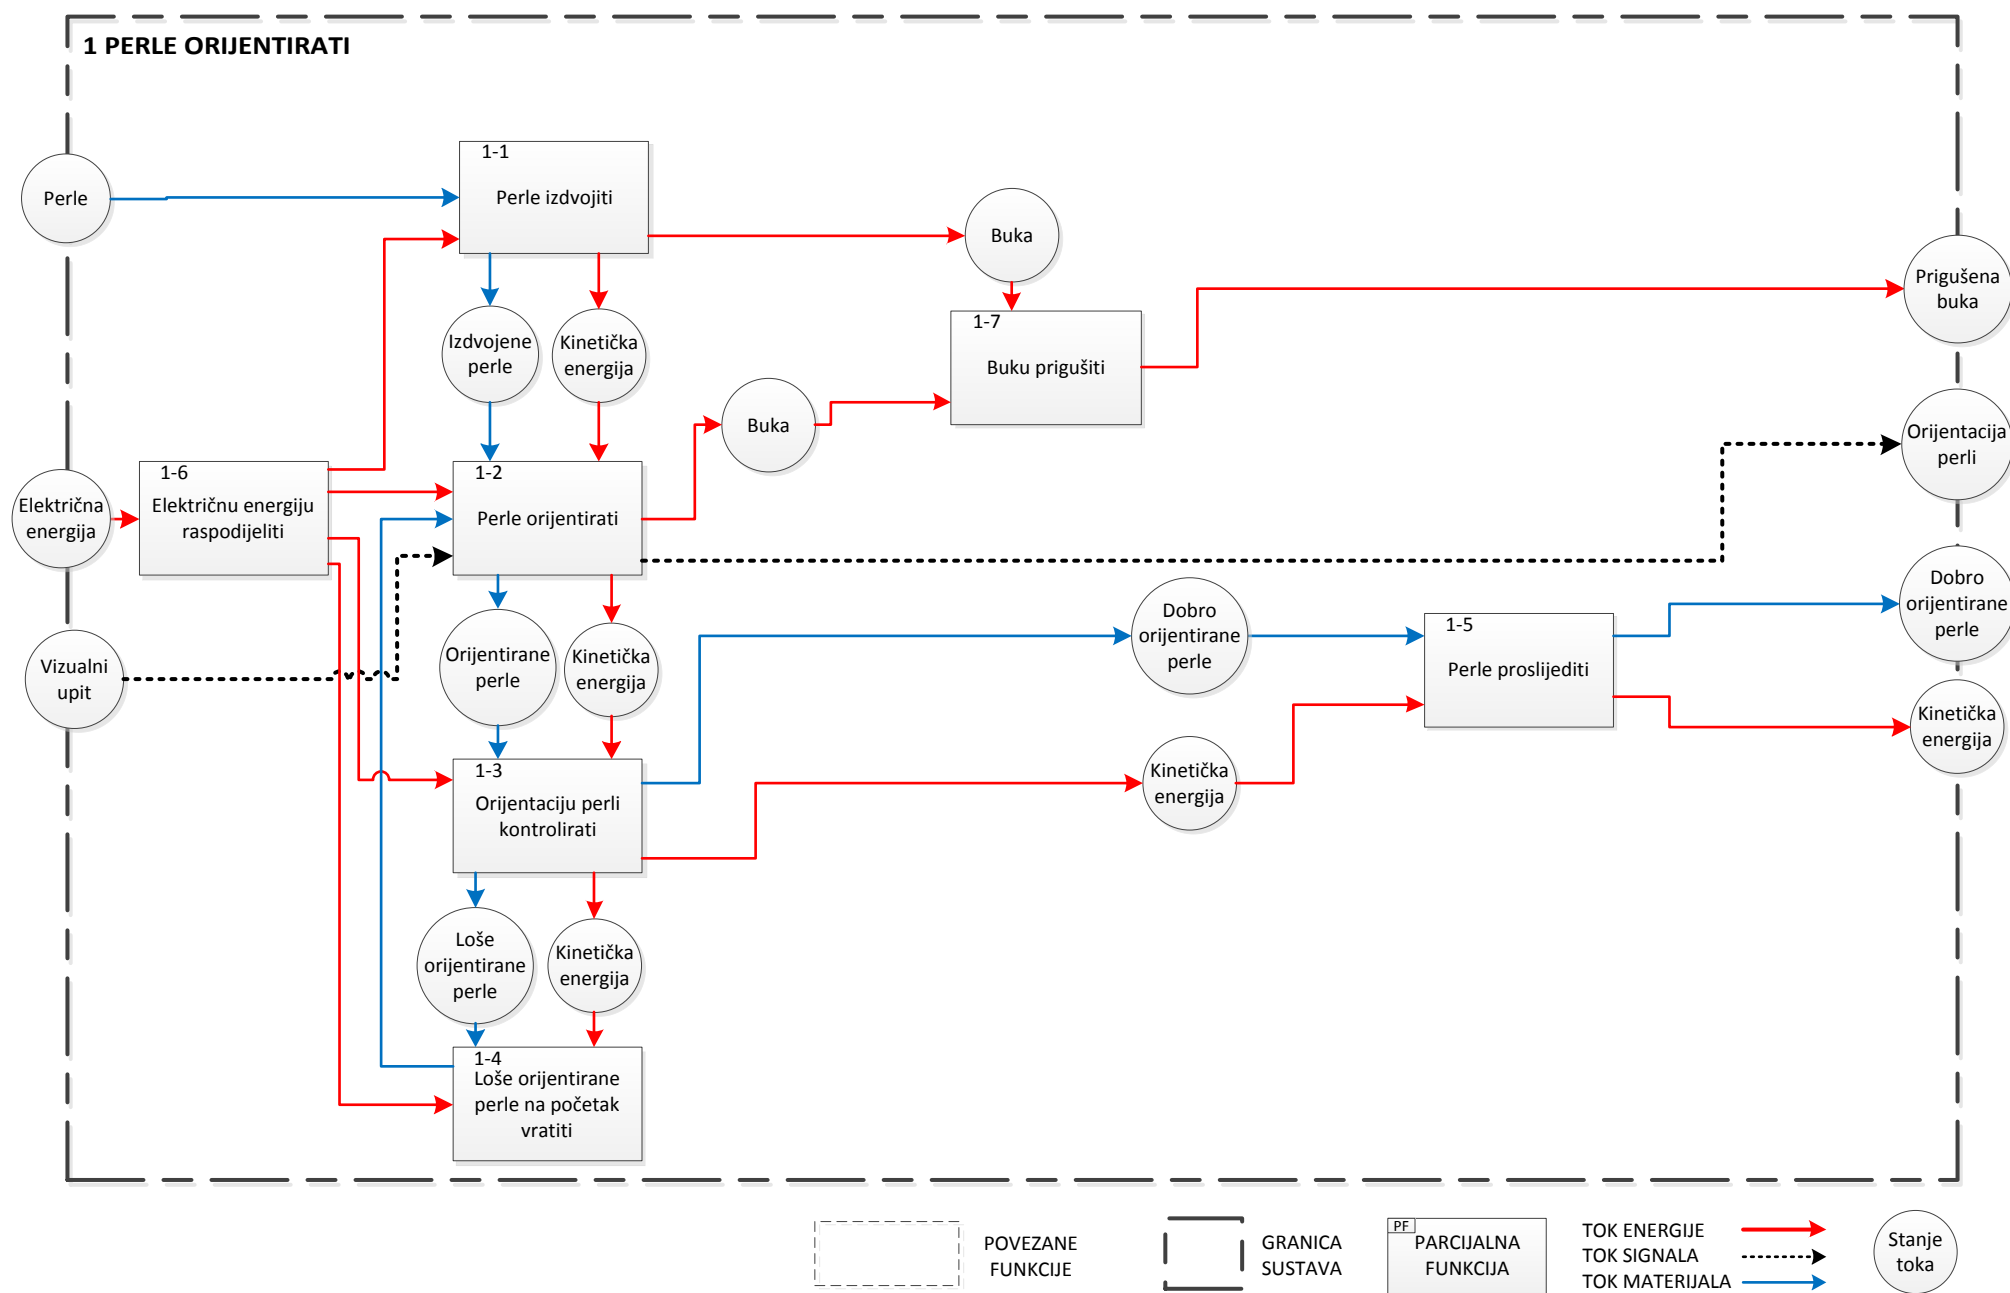 1 PERLE ORIJENTIRATI
Perle
1-1
Perle izdvojiti
Buka
Prigušena
buka
Izdvojene
perle
Kinetička
energija
1-7
Buku prigušiti
Buka
Orijentacija
perli
Električna
energija
1-6
Električnu energiju
raspodijeliti
1-2
Perle orijentirati
Dobro
orijentirane
perle
Vizualni
upit
Orijentirane
perle
Kinetička
energija
Dobro
orijentirane
perle
1-5
Perle proslijediti
Kinetička
energija
1-3
Orijentaciju perli
kontrolirati
Kinetička
energija
Loše
orijentirane
perle
Kinetička
energija
1-4
Loše orijentirane
perle na početak
vratiti
POVEZANE
FUNKCIJE
GRANICA
SUSTAVA
PF
PARCIJALNA
FUNKCIJA
TOK ENERGIJE
TOK SIGNALA
TOK MATERIJALA
Stanje
toka